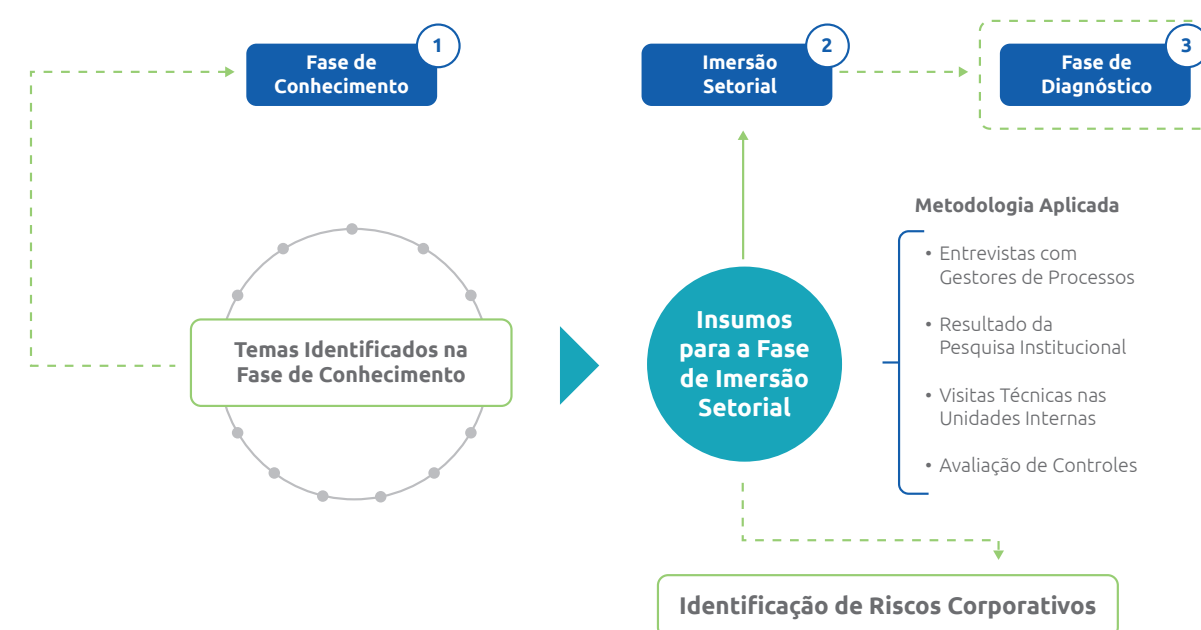 1
Fase de
Conhecimento
2
Imersão
Setorial
3
Fase de
Diagnóstico
Temas Identificados na
Fase de Conhecimento
Insumos
para a Fase
de Imersão
Setorial
Metodologia Aplicada
• Entrevistas com
Gestores de Processos
• Resultado da
Pesquisa Institucional
• Visitas Técnicas nas
Unidades Internas
• Avaliação de Controles
Identificação de Riscos Corporativos